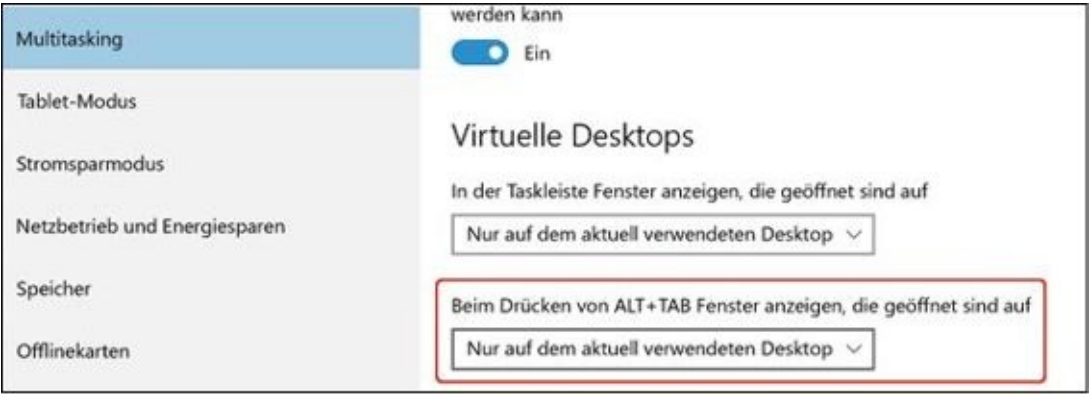 Multitasking
Tablet-Modus
Stromsparmodus
Netzbetrieb und Energiesparen
Speicher
Offlinekarten
werden kann
Ein
Virtuelle Desktops
In der Taskleiste Fenster anzeigen, die geöffnet sind auf
Nur auf dem aktuell verwendeten Desktop
Beim Drücken von ALT+TAB Fenster anzeigen, die geöffnet sind auf
Nur auf dem aktuell verwendeten Desktop